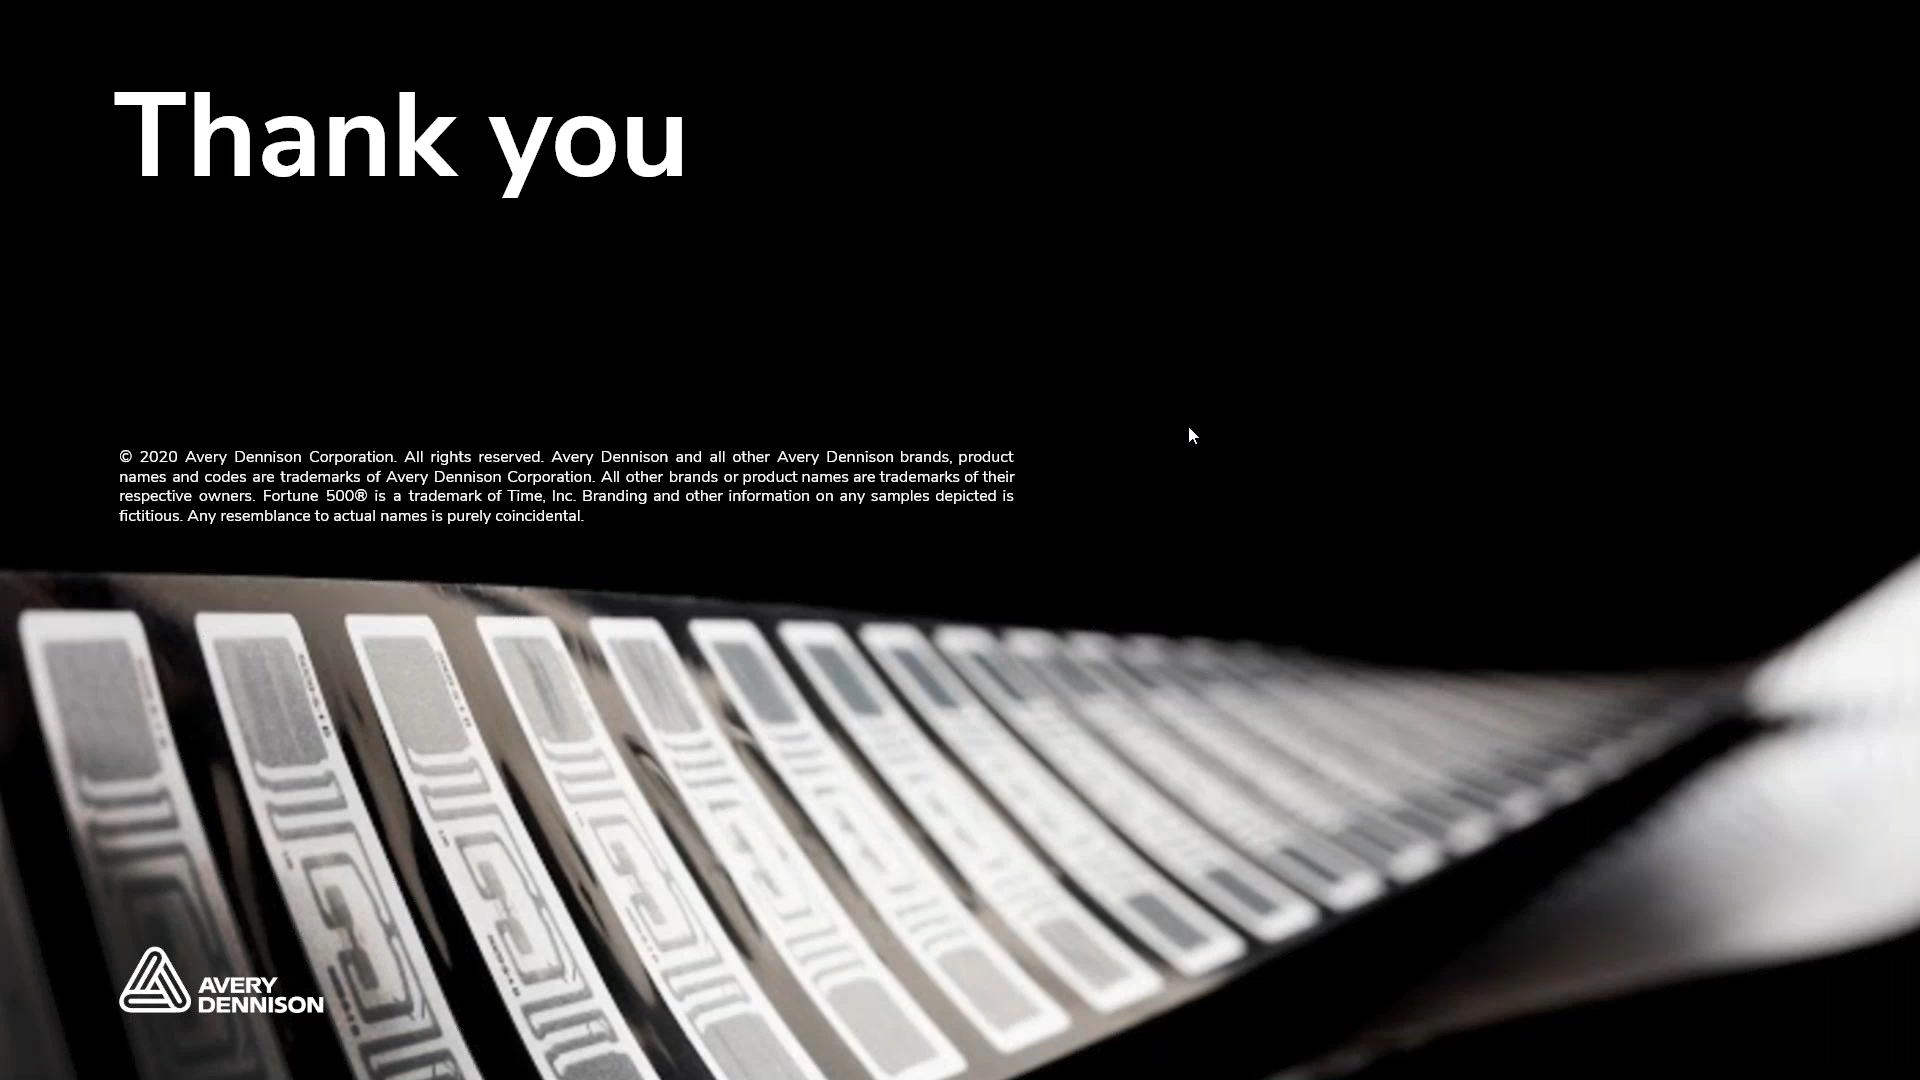 Thank you
© 2020 Avery Dennison Corporation. All rights reserved. Avery Dennison and all other Avery Dennison brands, product
names and codes are trademarks of Avery Dennison Corporation. All other brands or product names are trademarks of their
respective owners. Fortune 500® is a trademark of Time, Inc. Branding and other information on any samples depicted is
fictitious. Any resemblance to actual names is purely coincidental.
AVERY
DENNISON